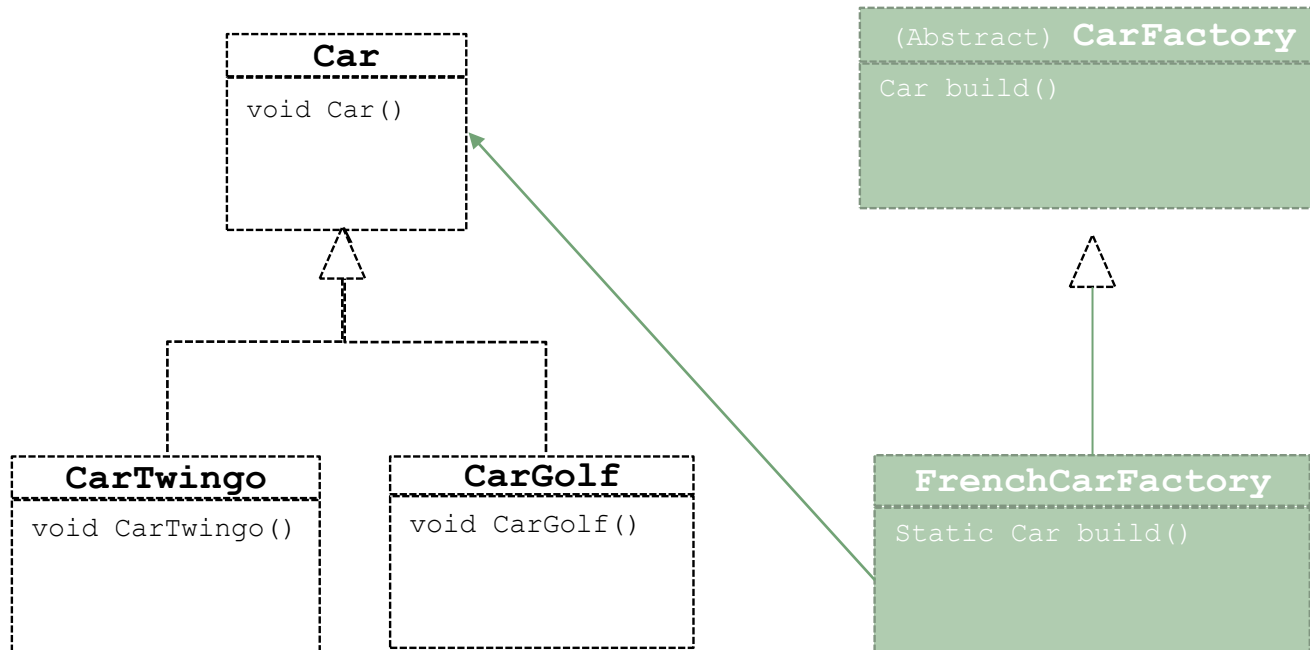 Car
void Car()
(Abstract) CarFactory
Car build()
CarTwingo
void CarTwingo()
CarGolf
void CarGolf()
FrenchCarFactory
Static Car build()